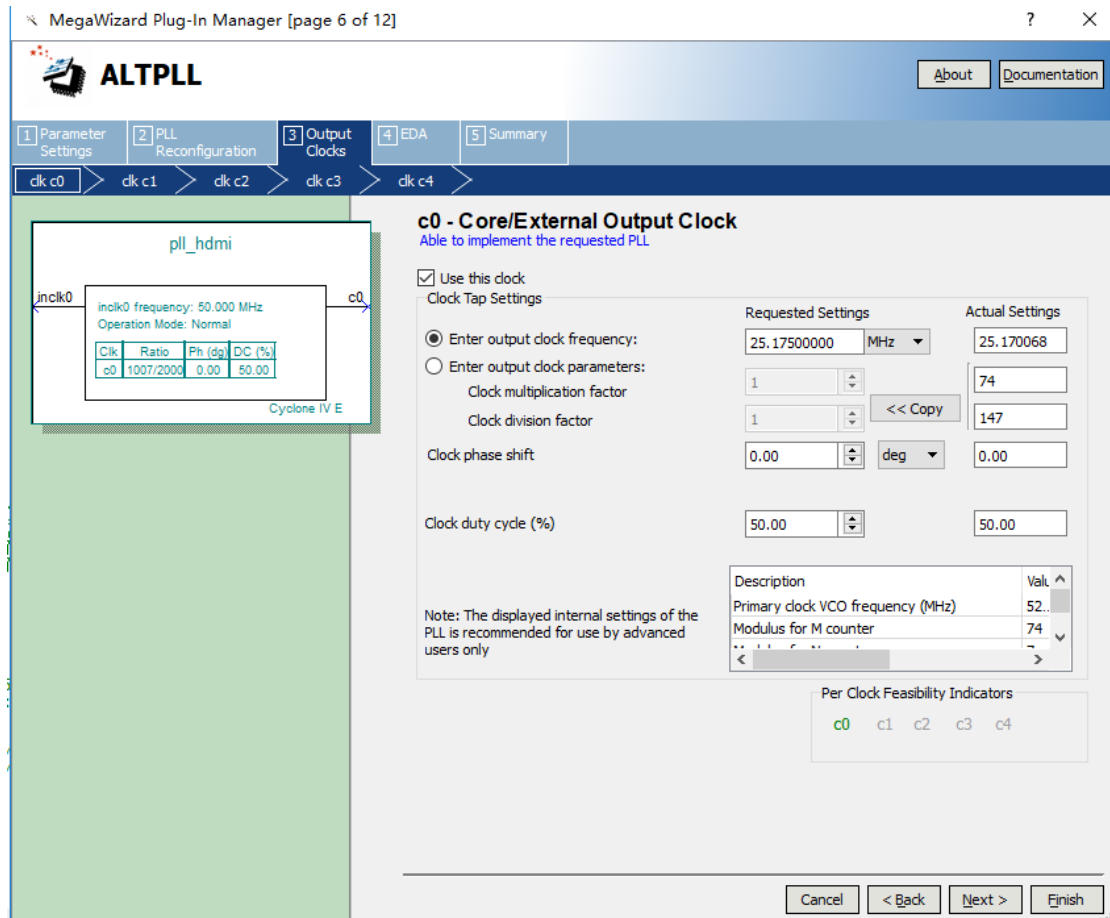 MegaWizard Plug-In Manager [page 6 of 12]
?
ALTPLL
About
Documentation
1 Parameter Settings
2 PLL Reconfiguration
3 Output Clocks
4 EDA
5 Summary
clk c0
clk c1
clk c2
clk c3
clk c4
pll_hdmi
inclk0
c0
inclk0 frequency: 50.000 MHz
Operation Mode: Normal
Clk Ratio Ph (dg) DC (%)
c0 1007/2000 0.00 50.00
Cyclone IV E
c0 - Core/External Output Clock
Able to implement the requested PLL
Use this clock
Clock Tap Settings
Requested Settings
Actual Settings
Enter output clock frequency:
25.17500000
MHz
25.170068
Enter output clock parameters:
Clock multiplication factor
1
74
<< Copy
Clock division factor
1
147
Clock phase shift
0.00
deg
0.00
Clock duty cycle (%)
50.00
50.00
Note: The displayed internal settings of the
PLL is recommended for use by advanced
users only
Description
Primary clock VCO frequency (MHz)
52...
Modulus for M counter
74
Per Clock Feasibility Indicators
c0 c1 c2 c3 c4
Cancel
< Back
Next >
Finish